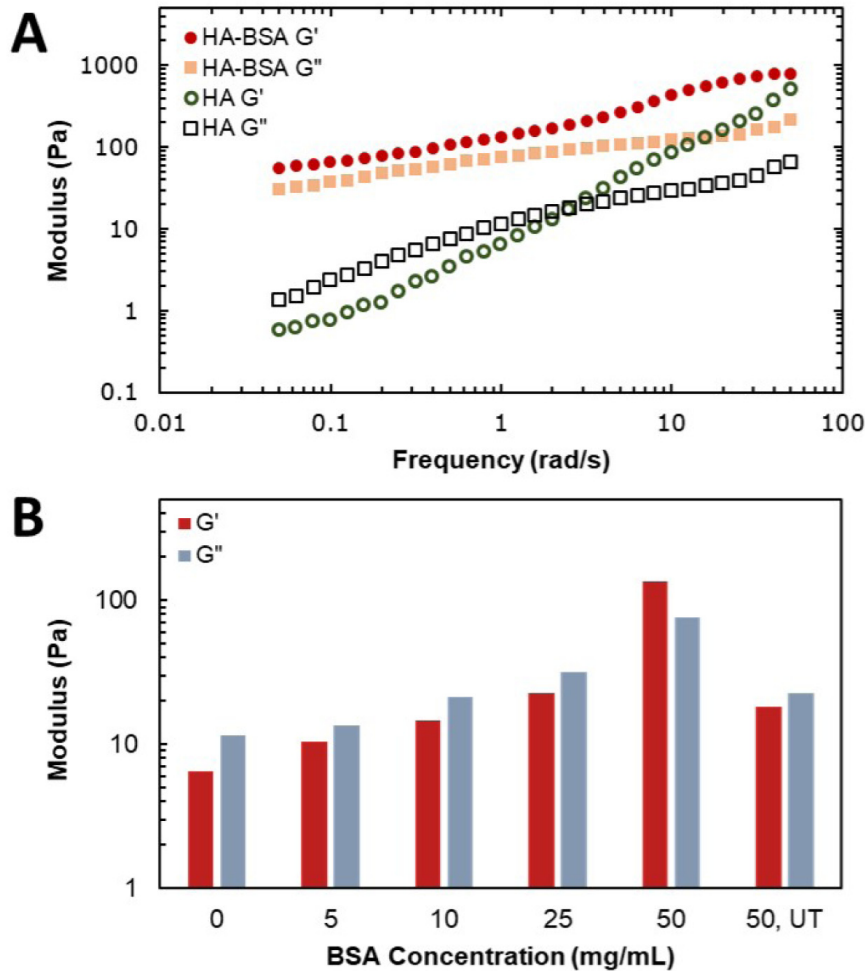 A
HA-BSA G'
HA-BSA G"
HA G'
HA G"
1000
100
10
1
0.1
Modulus (Pa)
0.01
0.1
1
10
100
Frequency (rad/s)
B
G'
G"
100
10
1
Modulus (Pa)
0
5
10
25
50
50, UT
BSA Concentration (mg/mL)